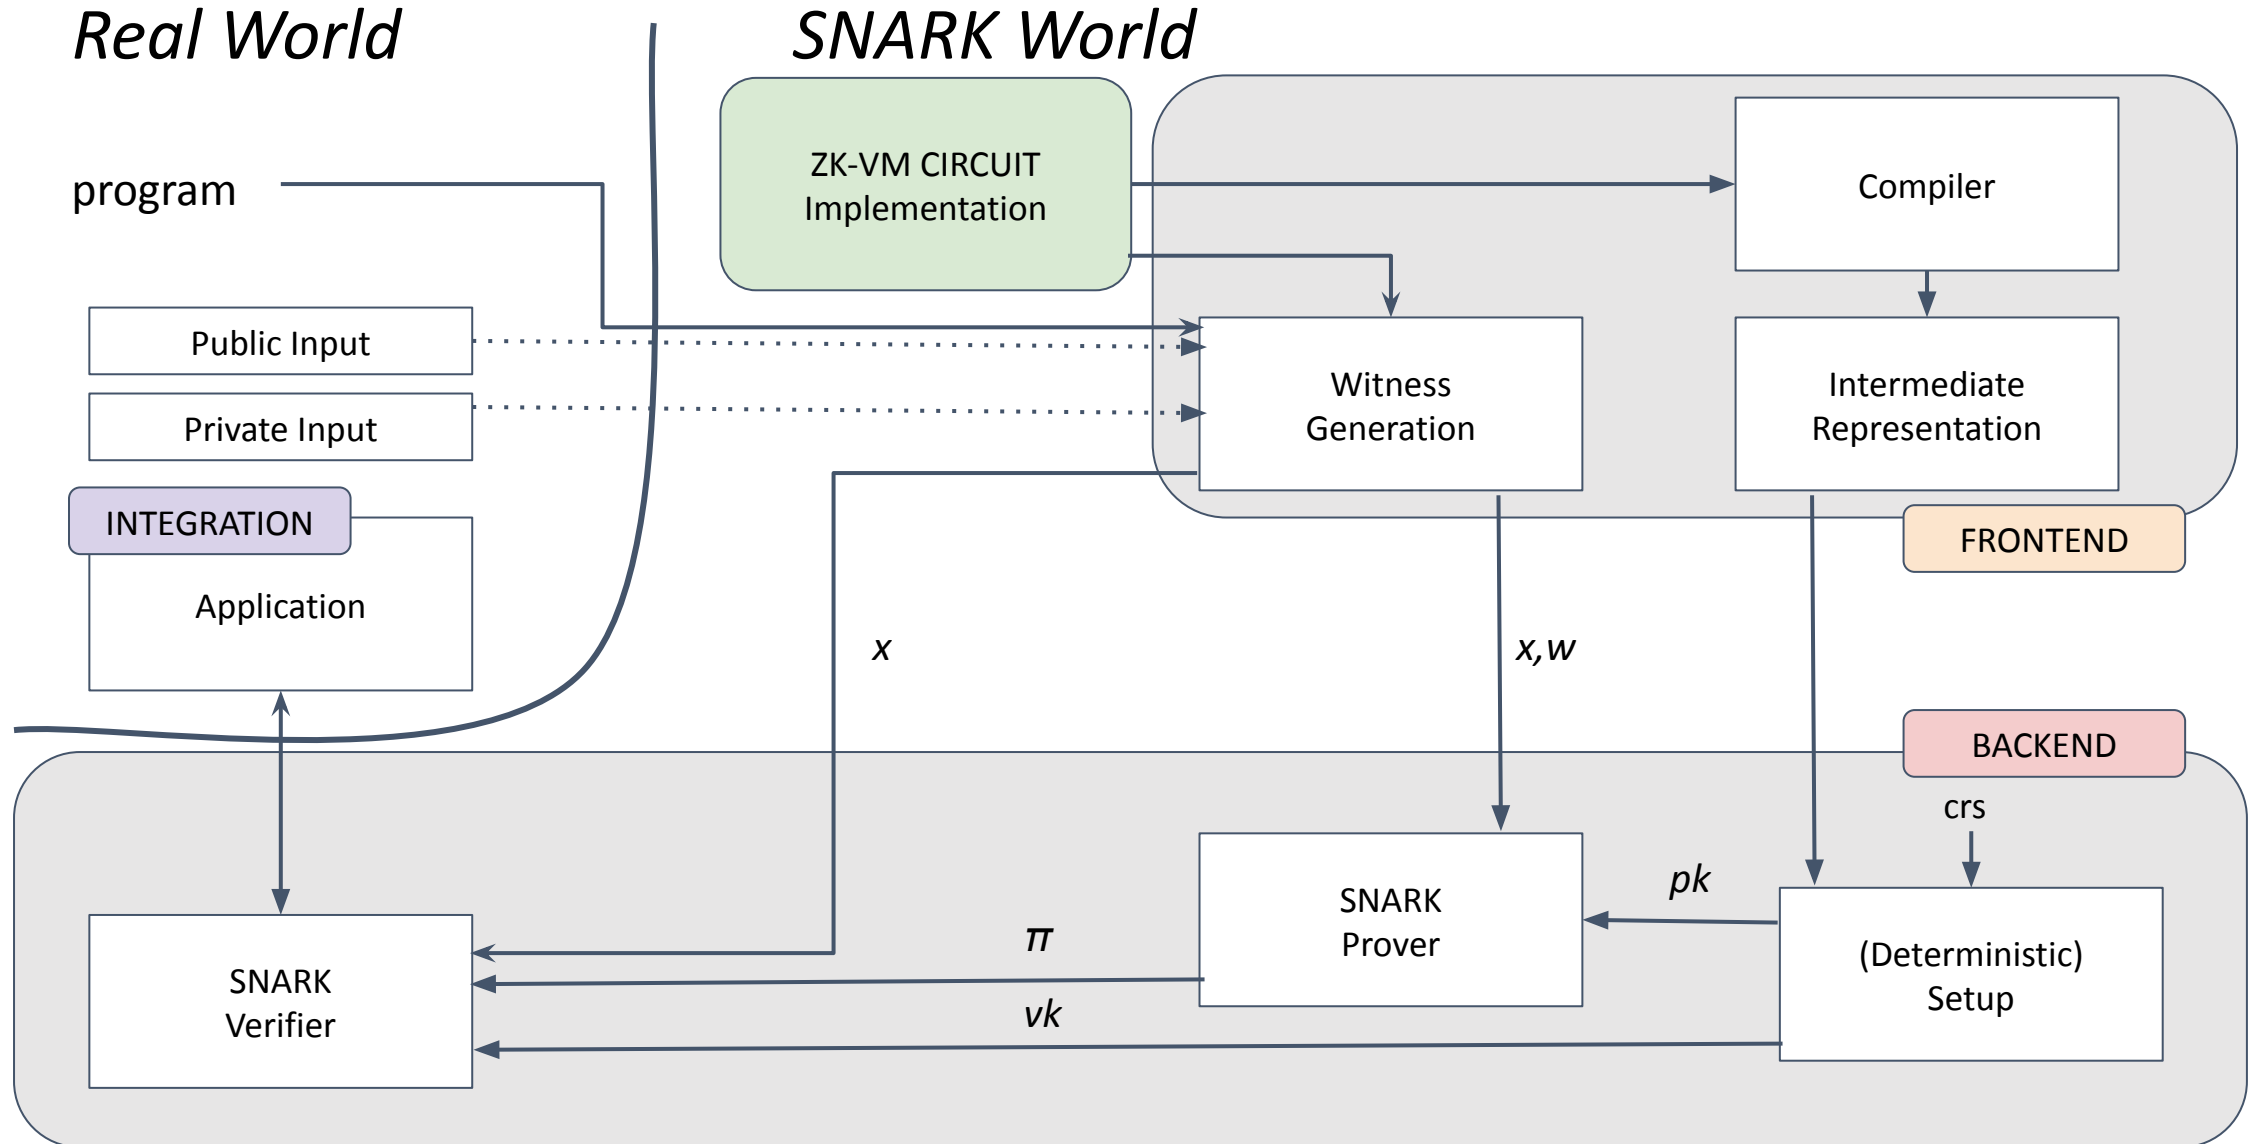 Real World
SNARK World
ZK-VM CIRCUIT
Implementation
Compiler
program
Public Input
Private Input
Witness
Generation
Intermediate
Representation
INTEGRATION
Application
FRONTEND
x
x,w
BACKEND
crs
pk
SNARK
Prover
(Deterministic)
Setup
π
vk
SNARK
Verifier